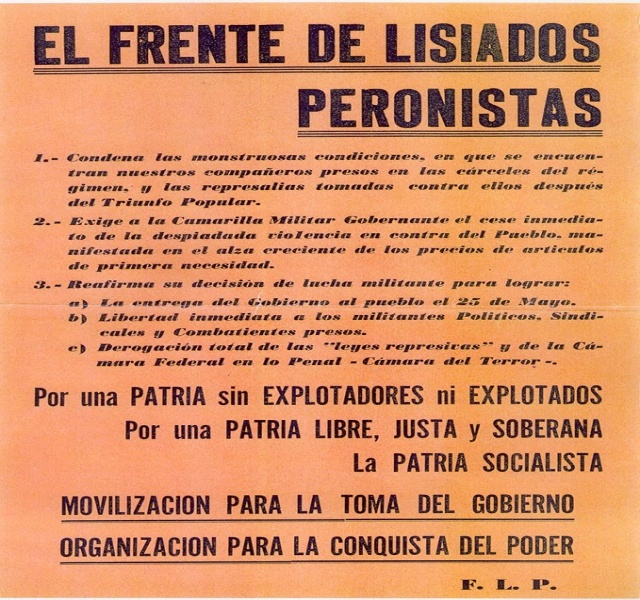 EL FRENTE DE LISIADOS
PERONISTAS
1.- Condena las monstruosas condiciones, en que se encuen-
tran nuestros compañeros presos en las cárceles del ré-
gimen, y las represalias tomadas contra ellos después
del Triunfo Popular.
2.- Exige a la Camarilla Militar Gobernante el cese inmedia-
to de la despiadada violencia en contra del Pueblo, ma-
nifestada en el alza creciente de los precios de artículos
de primera necesidad.
3.- Reafirma su decisión de lucha militante para lograr:
a) La entrega del Gobierno al pueblo el 25 de Mayo.
b) Libertad inmediata a los militantes Políticos, Sindi-
cales y Combatientes presos.
c) Derogación total de las "leyes represivas" y de la Cá-
mara Federal en lo Penal - Cámara del Terror -.
Por una PATRIA sin EXPLOTADORES ni EXPLOTADOS
Por una PATRIA LIBRE, JUSTA y SOBERANA
La PATRIA SOCIALISTA
MOVILIZACION PARA LA TOMA DEL GOBIERNO
ORGANIZACION PARA LA CONQUISTA DEL PODER
F. L. P.